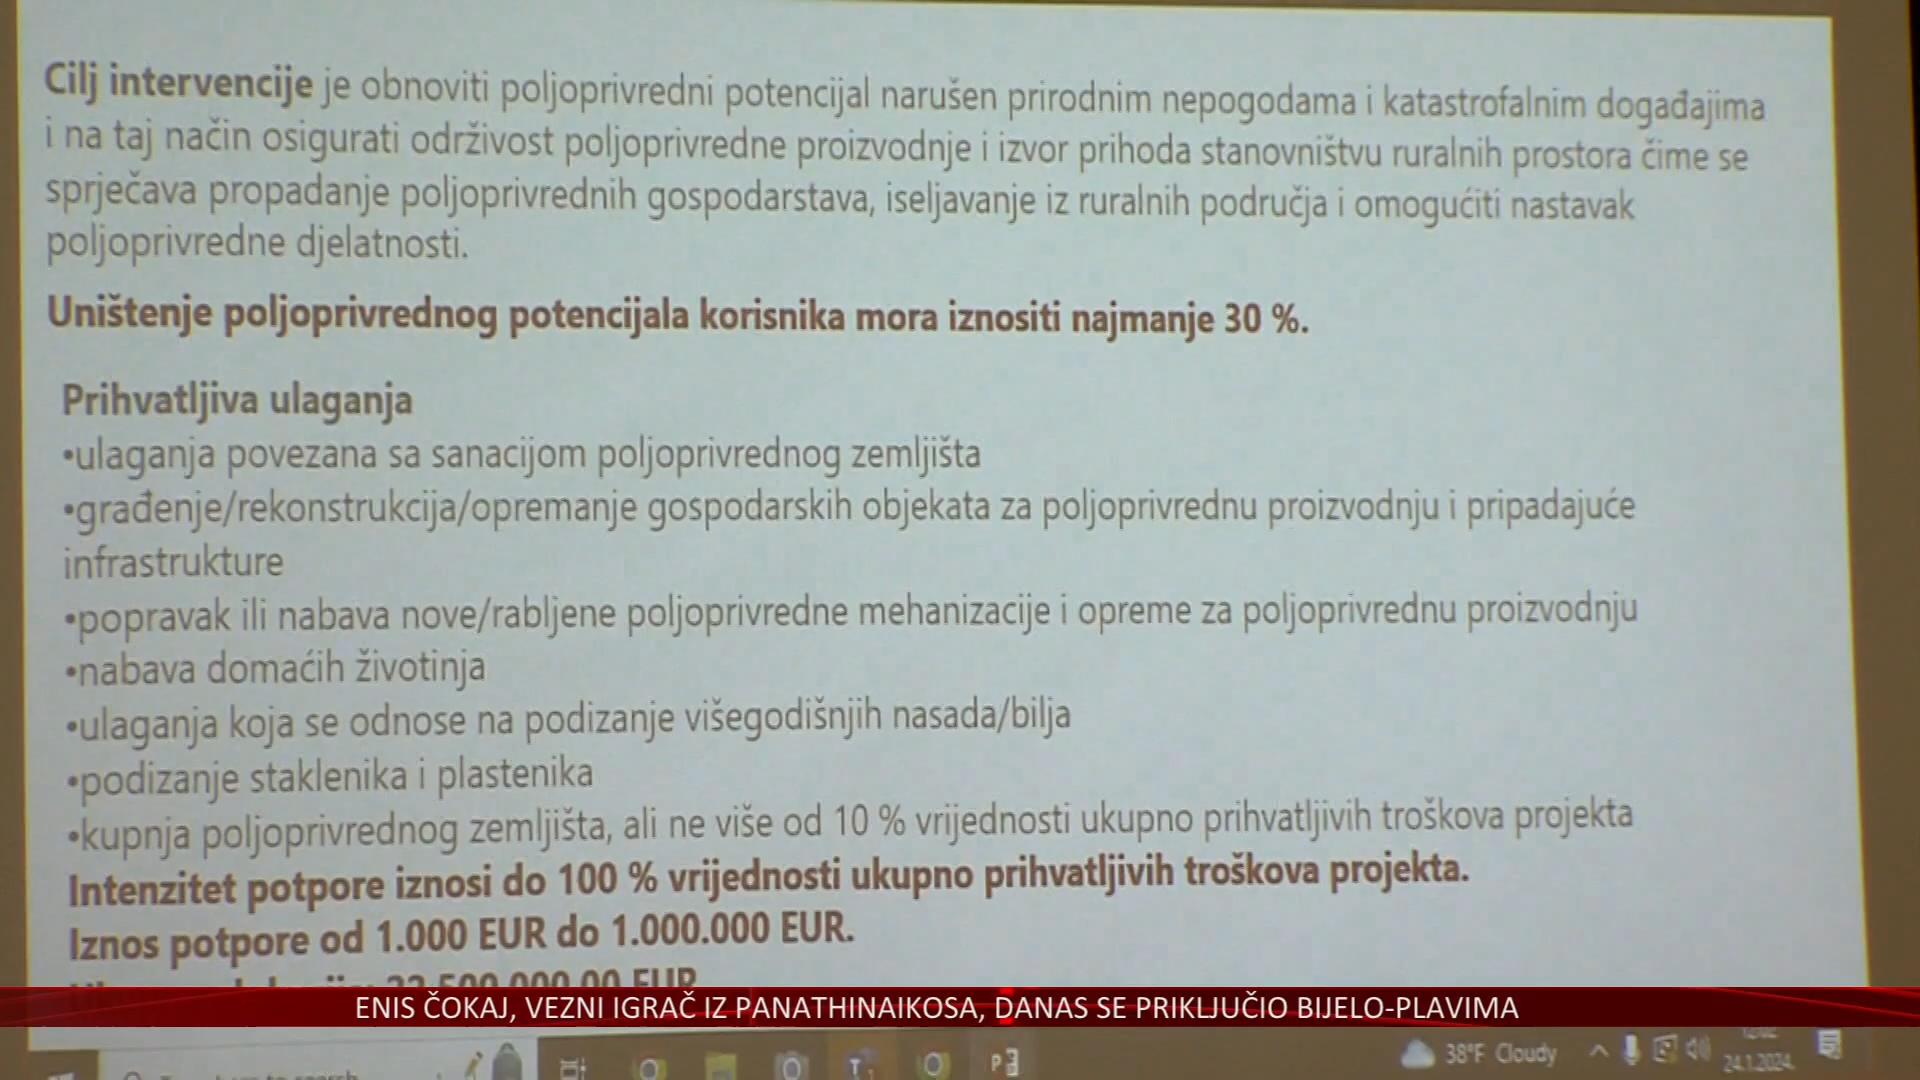 Cilj intervencije je obnoviti poljoprivredni potencijal narušen prirodnim nepogodama i katastrofalnim događajima
i na taj način osigurati održivost poljoprivredne proizvodnje i izvor prihoda stanovništvu ruralnih prostora čime se
sprječava propadanje poljoprivrednih gospodarstava, iseljavanje iz ruralnih područja i omogućiti nastavak
poljoprivredne djelatnosti.
Uništenje poljoprivrednog potencijala korisnika mora iznositi najmanje 30 %.
Prihvatljiva ulaganja
•ulaganja povezana sa sanacijom poljoprivrednog zemljišta
•građenje/rekonstrukcija/opremanje gospodarskih objekata za poljoprivrednu proizvodnju i pripadajuće
infrastrukture
•popravak ili nabava nove/rabljene poljoprivredne mehanizacije i opreme za poljoprivrednu proizvodnju
•nabava domaćih životinja
•ulaganja koja se odnose na podizanje višegodišnjih nasada/bilja
•podizanje staklenika i plastenika
•kupnja poljoprivrednog zemljišta, ali ne više od 10 % vrijednosti ukupno prihvatljivih troškova projekta
Intenzitet potpore iznosi do 100 % vrijednosti ukupno prihvatljivih troškova projekta.
Iznos potpore od 1.000 EUR do 1.000.000 EUR.
EUR
ENIS ČOKAJ, VEZNI IGRAČ IZ PANATHINAIKOSA, DANAS SE PRIKLJUČIO BIJELO-PLAVIMA
38°F Cloudy
24.1.2024.